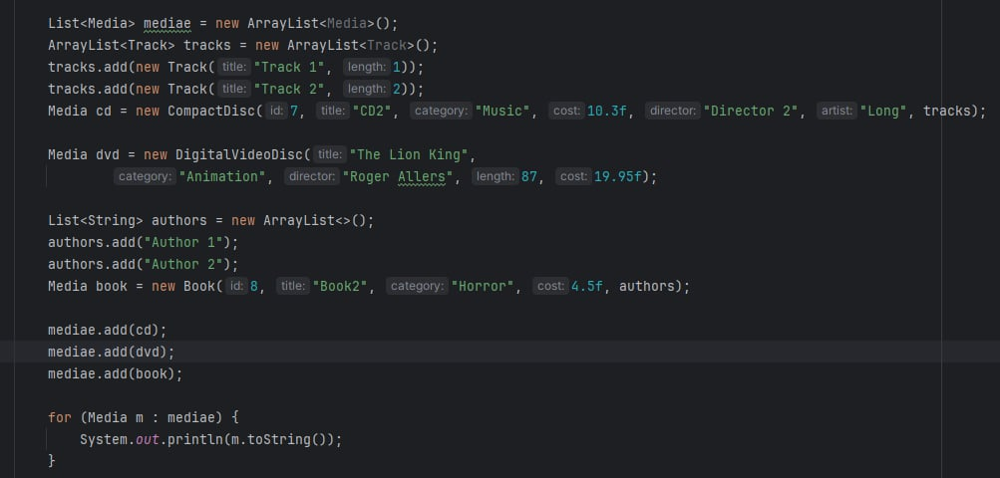 List<Media> mediae = new ArrayList<Media>();
ArrayList<Track> tracks = new ArrayList<Track>();
tracks.add(new Track( title: "Track 1", length: 1));
tracks.add(new Track( title: "Track 2", length: 2));
Media cd = new CompactDisc( id: 7, title: "CD2", category: "Music", cost: 10.3f, director: "Director 2", artist: "Long", tracks);
Media dvd = new DigitalVideoDisc( title: "The Lion King",
category: "Animation", director: "Roger Allers", length: 87, cost: 19.95f);
List<String> authors = new ArrayList<>();
authors.add("Author 1");
authors.add("Author 2");
Media book = new Book( id: 8, title: "Book2", category: "Horror", cost: 4.5f, authors);
mediae.add(cd);
mediae.add(dvd);
mediae.add(book);
for (Media m : mediae) {
System.out.println(m.toString());
}